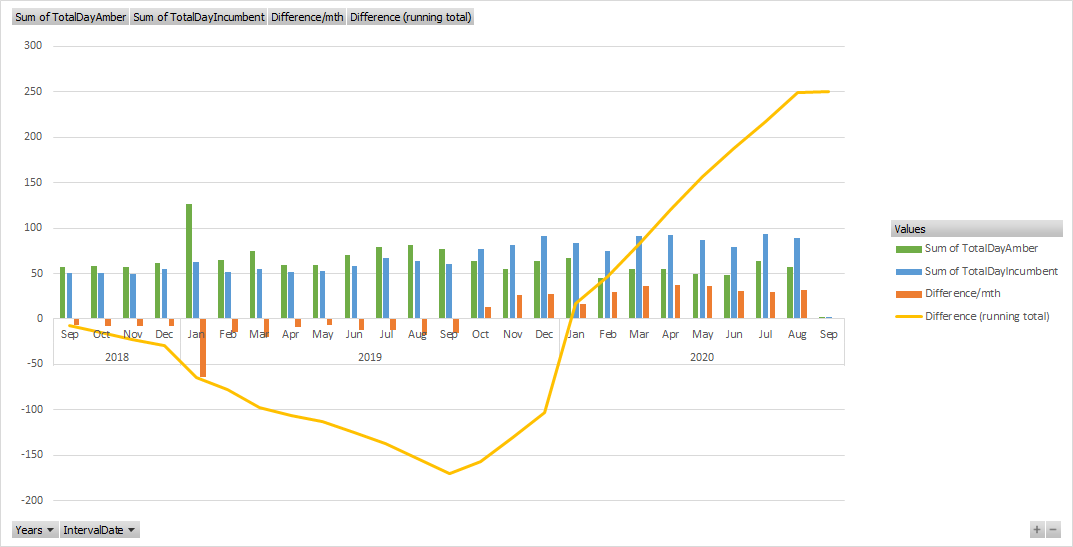 Sum of TotalDayAmber Sum of TotalDayIncumbent Difference/mth Difference (running total)
300
250
200
150
100
50
0
-50
-100
-150
-200
Sep Oct Nov Dec Jan Feb Mar Apr May Jun Jul Aug Sep Oct Nov Dec Jan Feb Mar Apr May Jun Jul Aug Sep
2018 2019 2020
Values
Sum of TotalDayAmber
Sum of TotalDayIncumbent
Difference/mth
Difference (running total)
Years IntervalDate
+ −